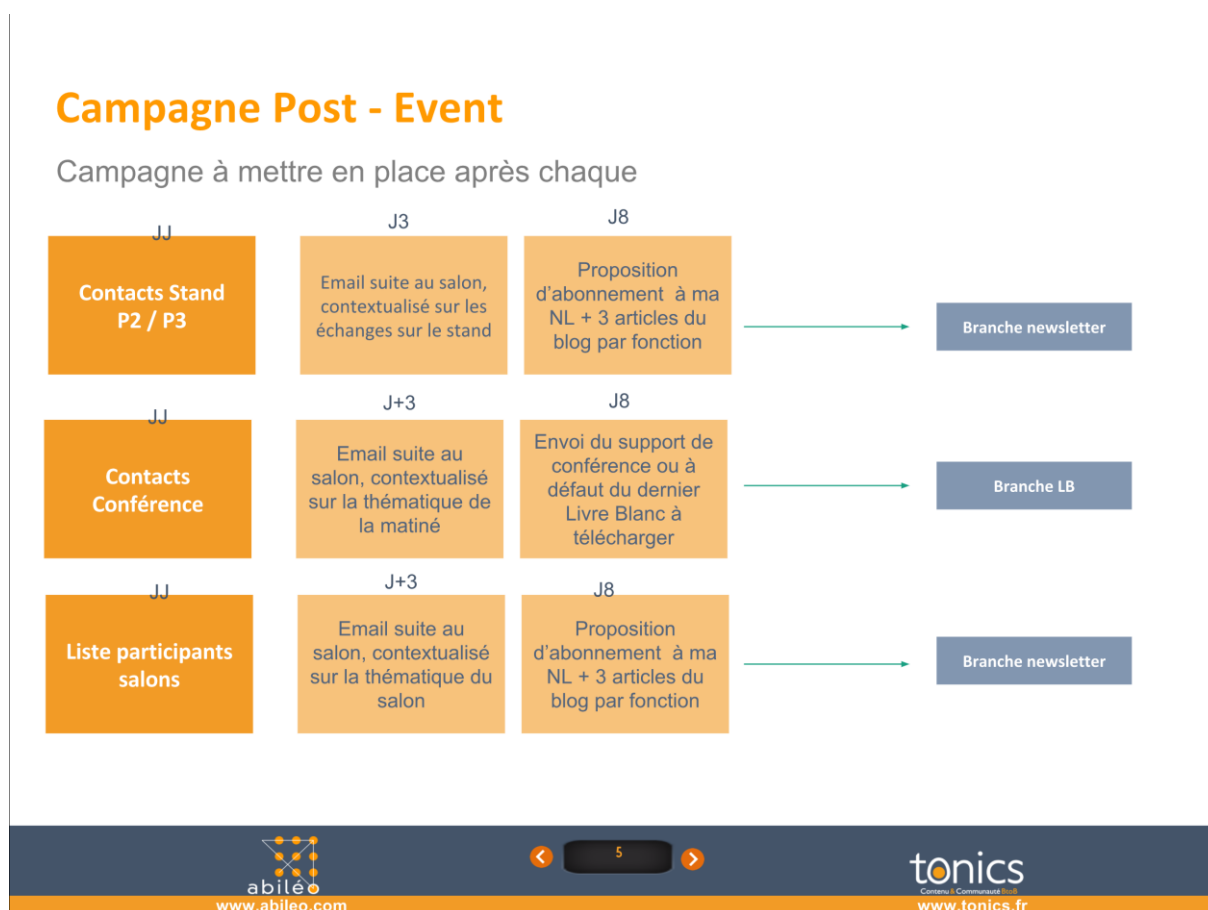 Campagne Post - Event
Campagne à mettre en place après chaque
JJ
Contacts Stand
P2 / P3
J3
Email suite au salon,
contextualisé sur les
échanges sur le stand
J8
Proposition
d’abonnement à ma
NL + 3 articles du
blog par fonction
Branche newsletter
JJ
Contacts
Conférence
J+3
Email suite au
salon, contextualisé
sur la thématique de
la matiné
J8
Envoi du support de
conférence ou à
défaut du dernier
Livre Blanc à
télécharger
Branche LB
JJ
Liste participants
salons
J+3
Email suite au
salon, contextualisé
sur la thématique du
salon
J8
Proposition
d’abonnement à ma
NL + 3 articles du
blog par fonction
Branche newsletter
abiléo
www.abileo.com
5
tonics
Contenu & Communauté BtoB
www.tonics.fr